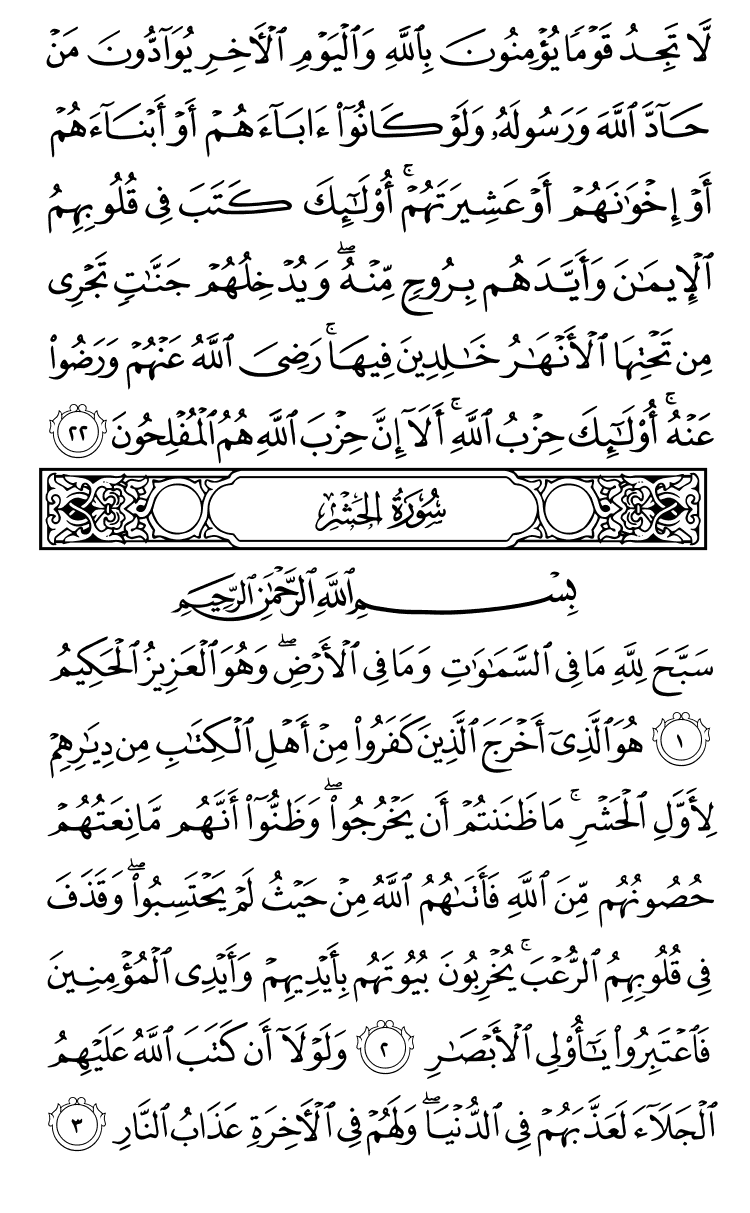 لَّا تَجِدُ قَوْمًا يُؤْمِنُونَ بِٱللَّهِ وَٱلْيَوْمِ ٱلْـَٔاخِرِ يُوَآدُّونَ مَنْ
حَآدَّ ٱللَّهَ وَرَسُولَهُۥ وَلَوْ كَانُوٓا۟ ءَابَآءَهُمْ أَوْ أَبْنَآءَهُمْ
أَوْ إِخْوَٰنَهُمْ أَوْ عَشِيرَتَهُمْ ۚ أُو۟لَـٰٓئِكَ كَتَبَ فِى قُلُوبِهِمُ
ٱلْإِيمَـٰنَ وَأَيَّدَهُم بِرُوحٍ مِّنْهُ ۖ وَيُدْخِلُهُمْ جَنَّـٰتٍ تَجْرِى
مِن تَحْتِهَا ٱلْأَنْهَـٰرُ خَـٰلِدِينَ فِيهَا ۚ رَضِىَ ٱللَّهُ عَنْهُمْ وَرَضُوا۟
عَنْهُ ۚ أُو۟لَـٰٓئِكَ حِزْبُ ٱللَّهِ ۚ أَلَآ إِنَّ حِزْبَ ٱللَّهِ هُمُ ٱلْمُفْلِحُونَ ٢٢
سُورَةُ الحَشْرِ
بِسْمِ ٱللَّهِ ٱلرَّحْمَـٰنِ ٱلرَّحِيمِ
سَبَّحَ لِلَّهِ مَا فِى ٱلسَّمَـٰوَٰتِ وَمَا فِى ٱلْأَرْضِ ۖ وَهُوَ ٱلْعَزِيزُ ٱلْحَكِيمُ
١ هُوَ ٱلَّذِىٓ أَخْرَجَ ٱلَّذِينَ كَفَرُوا۟ مِنْ أَهْلِ ٱلْكِتَـٰبِ مِن دِيَـٰرِهِمْ
لِأَوَّلِ ٱلْحَشْرِ ۚ مَا ظَنَنتُمْ أَن يَخْرُجُوا۟ ۖ وَظَنُّوٓا۟ أَنَّهُم مَّانِعَتُهُمْ
حُصُونُهُم مِّنَ ٱللَّهِ فَأَتَىٰهُمُ ٱللَّهُ مِنْ حَيْثُ لَمْ يَحْتَسِبُوا۟ ۖ وَقَذَفَ
فِى قُلُوبِهِمُ ٱلرُّعْبَ ۚ يُخْرِبُونَ بُيُوتَهُم بِأَيْدِيهِمْ وَأَيْدِى ٱلْمُؤْمِنِينَ
فَٱعْتَبِرُوا۟ يَـٰٓأُو۟لِى ٱلْأَبْصَـٰرِ ٢ وَلَوْلَآ أَن كَتَبَ ٱللَّهُ عَلَيْهِمُ
ٱلْجَلَآءَ لَعَذَّبَهُمْ فِى ٱلدُّنْيَا ۖ وَلَهُمْ فِى ٱلْـَٔاخِرَةِ عَذَابُ ٱلنَّارِ ٣